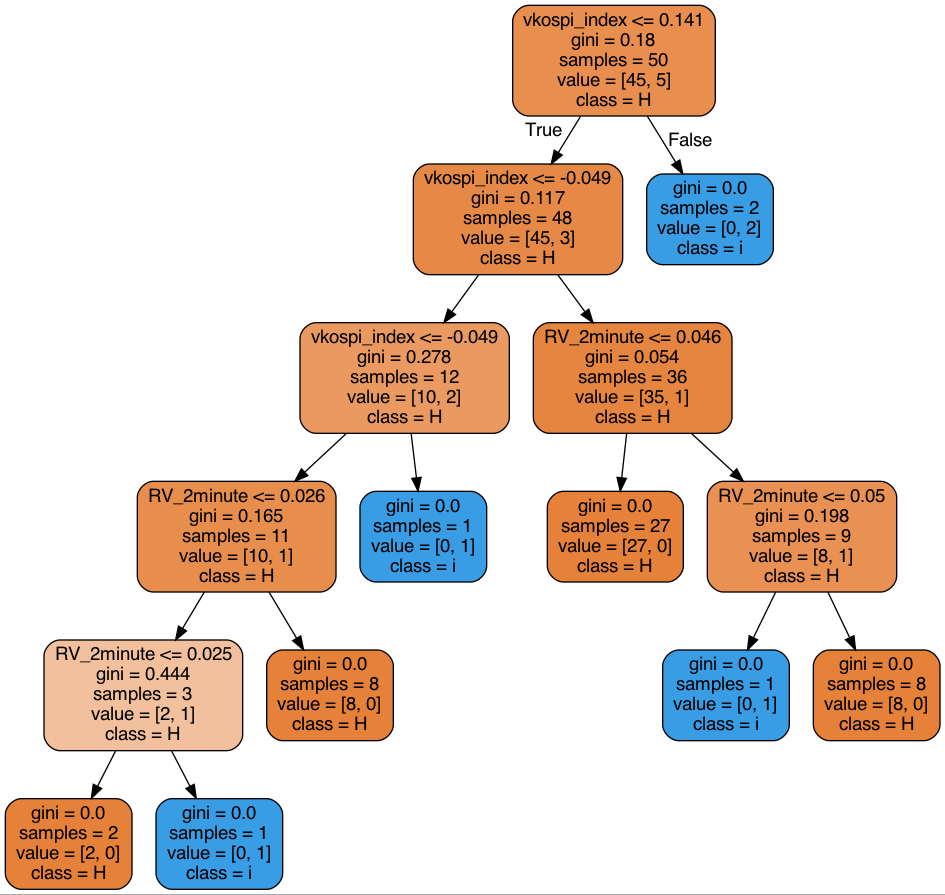 vkospi_index <= 0.141
gini = 0.18
samples = 50
value = [45, 5]
class = H
True
False
vkospi_index <= -0.049
gini = 0.117
samples = 48
value = [45, 3]
class = H
gini = 0.0
samples = 2
value = [0, 2]
class = i
vkospi_index <= -0.049
gini = 0.278
samples = 12
value = [10, 2]
class = H
RV_2minute <= 0.046
gini = 0.054
samples = 36
value = [35, 1]
class = H
RV_2minute <= 0.026
gini = 0.165
samples = 11
value = [10, 1]
class = H
gini = 0.0
samples = 1
value = [0, 1]
class = i
gini = 0.0
samples = 27
value = [27, 0]
class = H
RV_2minute <= 0.05
gini = 0.198
samples = 9
value = [8, 1]
class = H
RV_2minute <= 0.025
gini = 0.444
samples = 3
value = [2, 1]
class = H
gini = 0.0
samples = 8
value = [8, 0]
class = H
gini = 0.0
samples = 1
value = [0, 1]
class = i
gini = 0.0
samples = 8
value = [8, 0]
class = H
gini = 0.0
samples = 2
value = [2, 0]
class = H
gini = 0.0
samples = 1
value = [0, 1]
class = i